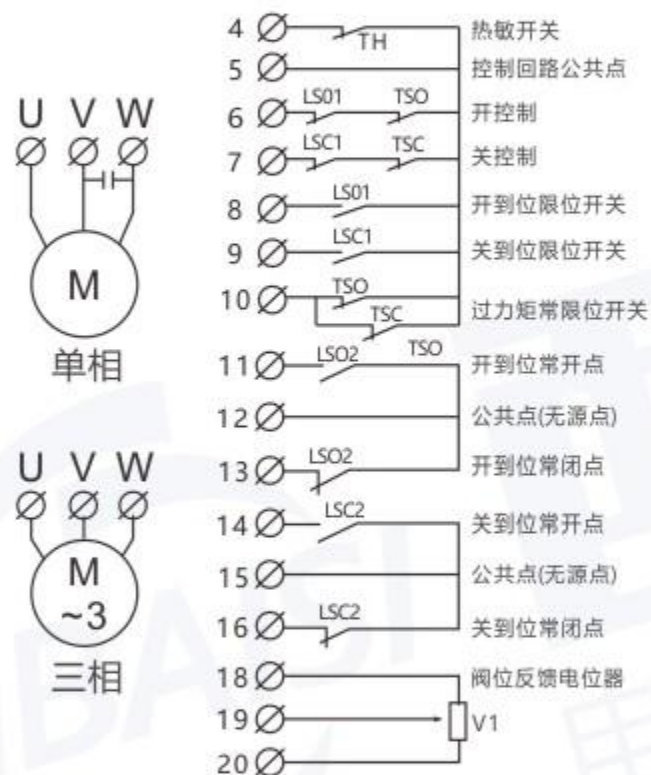 4 TH 热敏开关
5 控制回路公共点
6 LS01 TSO 开控制
7 LSC1 TSC 关控制
8 LS01 开到位限位开关
9 LSC1 关到位限位开关
10 TSO TSC 过力矩常限位开关
11 LSO2 TSO 开到位常开点
12 公共点(无源点)
13 LSO2 开到位常闭点
14 LSC2 关到位常开点
15 公共点(无源点)
16 LSC2 关到位常闭点
18 阀位反馈电位器
19 V1
20
U V W
M
单相
U V W
M
~3
三相